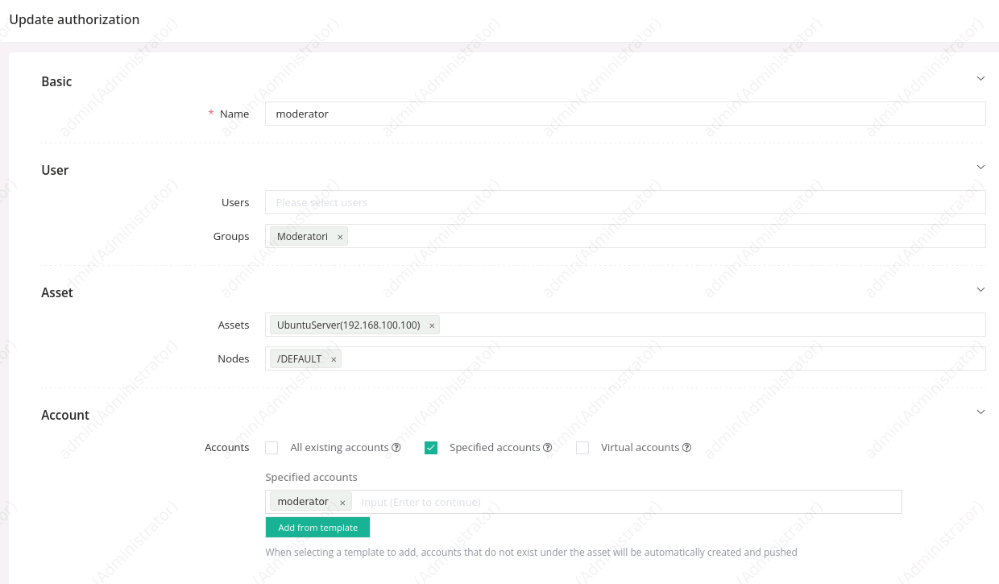 Update authorization
Basic
* Name moderator
User
Users Please select users
Groups Moderatori ×
Asset
Assets UbuntuServer(192.168.100.100) ×
Nodes /DEFAULT ×
Account
Accounts All existing accounts ? Specified accounts ? Virtual accounts ?
Specified accounts
moderator × Input (Enter to continue)
Add from template
When selecting a template to add, accounts that do not exist under the asset will be automatically created and pushed
admin(Administrator)